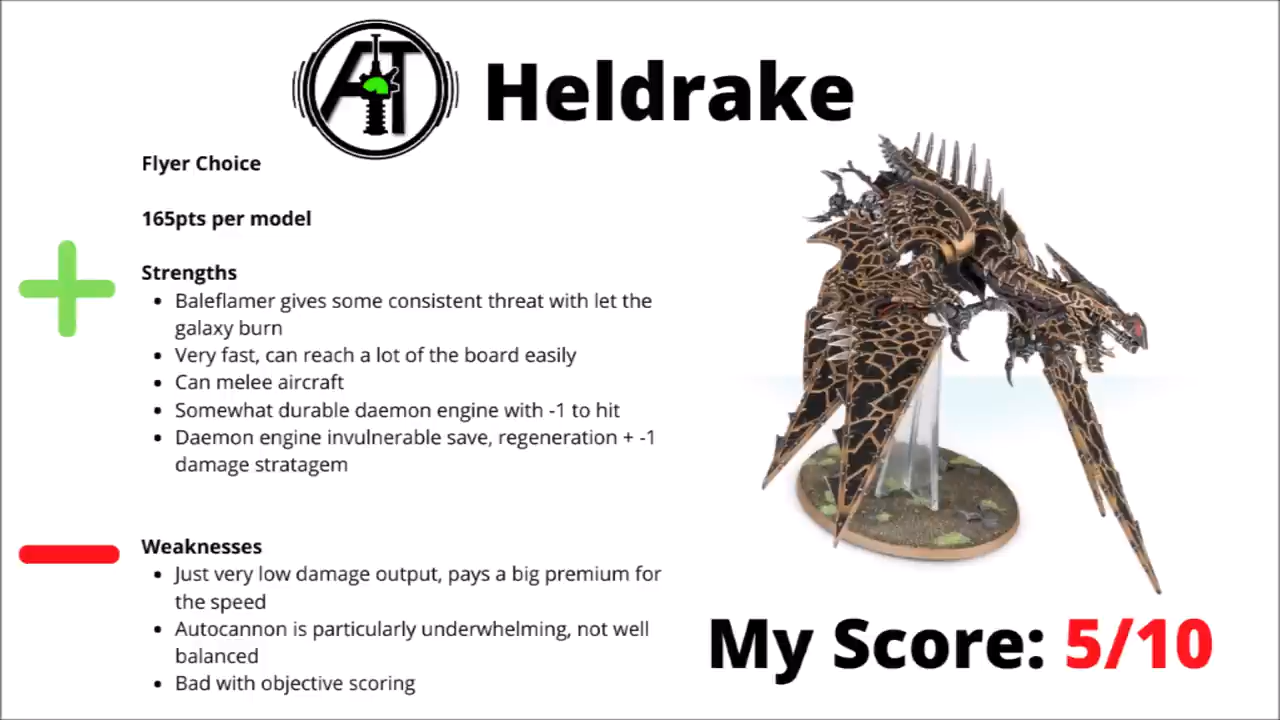 AT
Heldrake
Flyer Choice
165pts per model
Strengths
• Baleflamer gives some consistent threat with let the
galaxy burn
• Very fast, can reach a lot of the board easily
• Can melee aircraft
• Somewhat durable daemon engine with -1 to hit
• Daemon engine invulnerable save, regeneration + -1
damage stratagem
Weaknesses
• Just very low damage output, pays a big premium for
the speed
• Autocannon is particularly underwhelming, not well
balanced
• Bad with objective scoring
My Score: 5/10